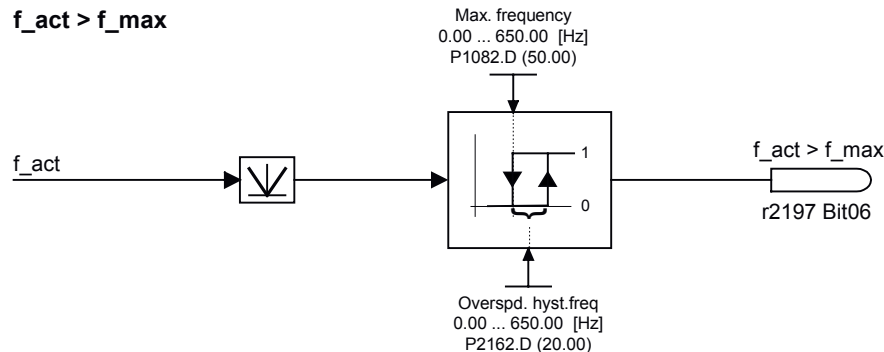 f_act > f_max
Max. frequency
0.00 ... 650.00 [Hz]
P1082.D (50.00)
f_act
1
0
f_act > f_max
r2197 Bit06
Overspd. hyst.freq
0.00 ... 650.00 [Hz]
P2162.D (20.00)